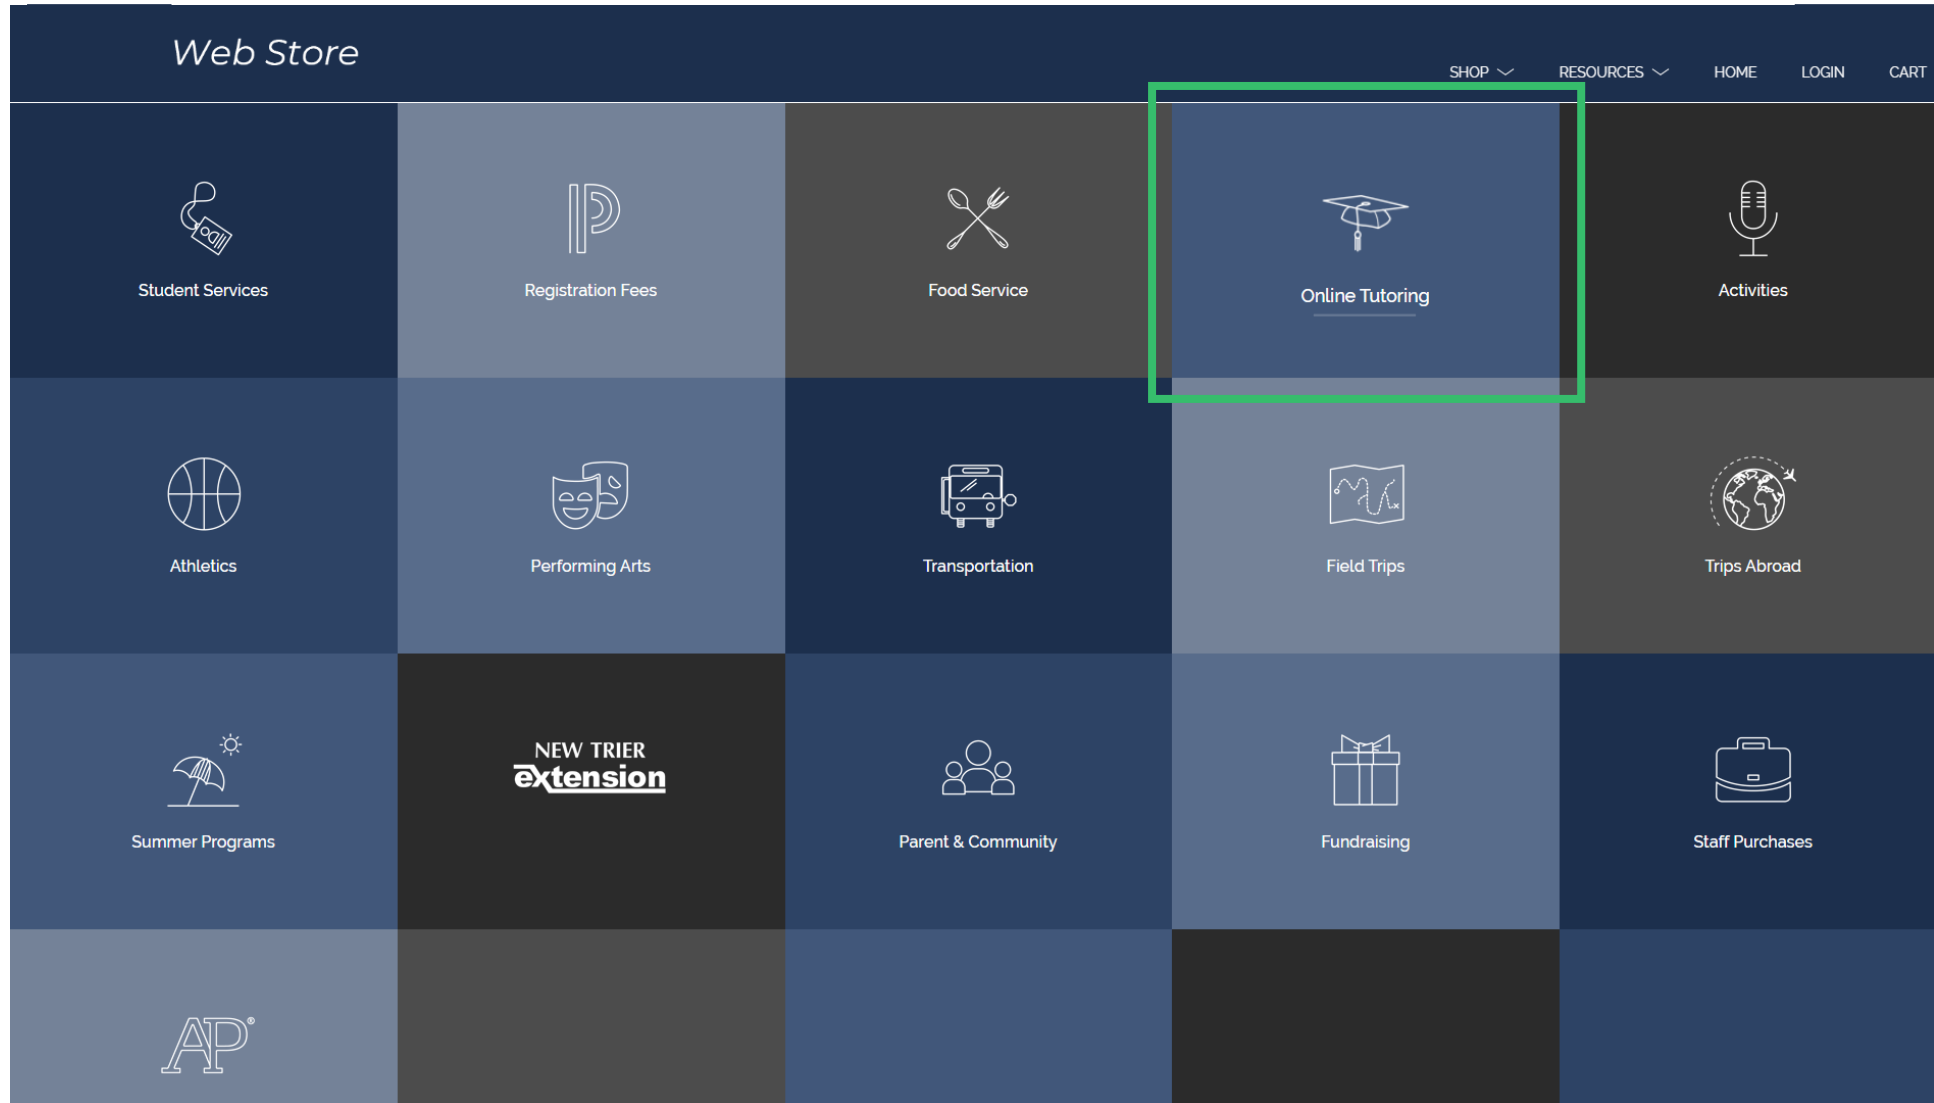 Web Store
SHOP
RESOURCES
HOME
LOGIN
CART
Student Services
Registration Fees
Food Service
Online Tutoring
Activities
Athletics
Performing Arts
Transportation
Field Trips
Trips Abroad
Summer Programs
NEW TRIER
extension
Parent & Community
Fundraising
Staff Purchases
AP®